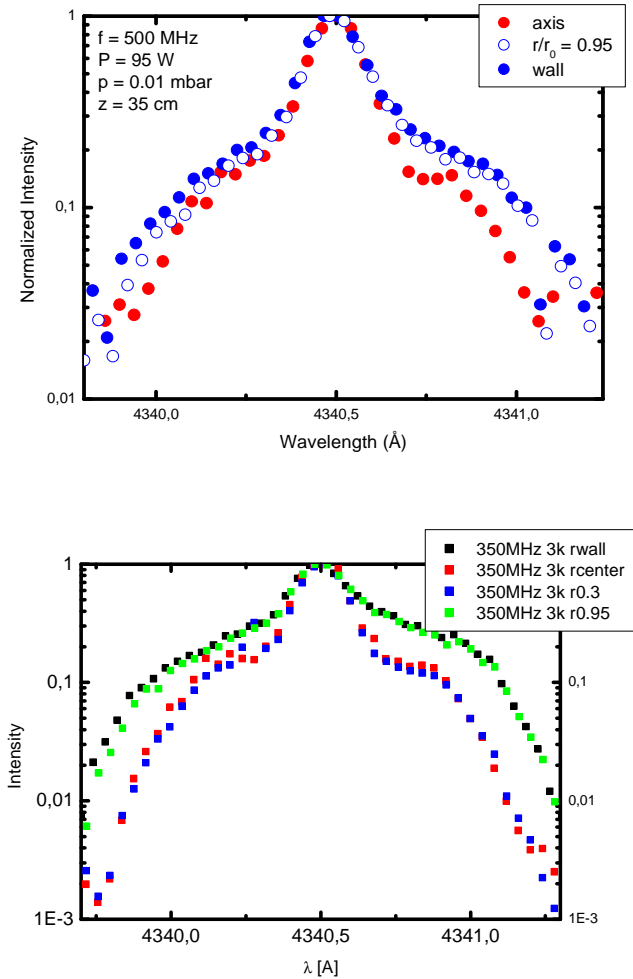 f = 500 MHz
P = 95 W
p = 0.01 mbar
z = 35 cm
axis
r/r0 = 0.95
wall
Normalized Intensity
1
0,1
0,01
4340,0
4340,5
4341,0
Wavelength (Å)
350MHz 3k rwall
350MHz 3k rcenter
350MHz 3k r0.3
350MHz 3k r0.95
Intensity
1
0,1
0,01
1E-3
0,1
0,01
1E-3
4340,0
4340,5
4341,0
λ [A]